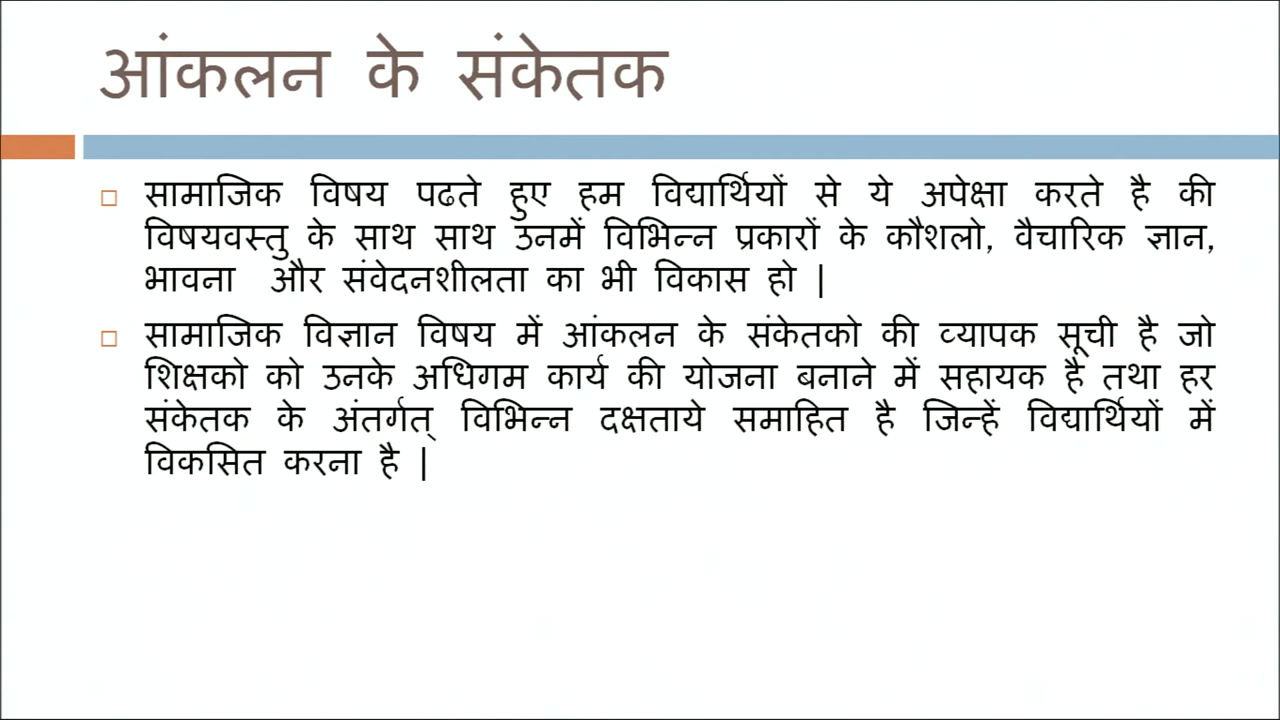 आंकलन के संकेतक
सामाजिक विषय पढते हुए हम विद्यार्थियों से ये अपेक्षा करते है की
विषयवस्तु के साथ साथ उनमें विभिन्न प्रकारों के कौशलो, वैचारिक ज्ञान,
भावना और संवेदनशीलता का भी विकास हो |
सामाजिक विज्ञान विषय में आंकलन के संकेतको की व्यापक सूची है जो
शिक्षको को उनके अधिगम कार्य की योजना बनाने में सहायक है तथा हर
संकेतक के अंतर्गत् विभिन्न दक्षताये समाहित है जिन्हें विद्यार्थियों में
विकसित करना है |